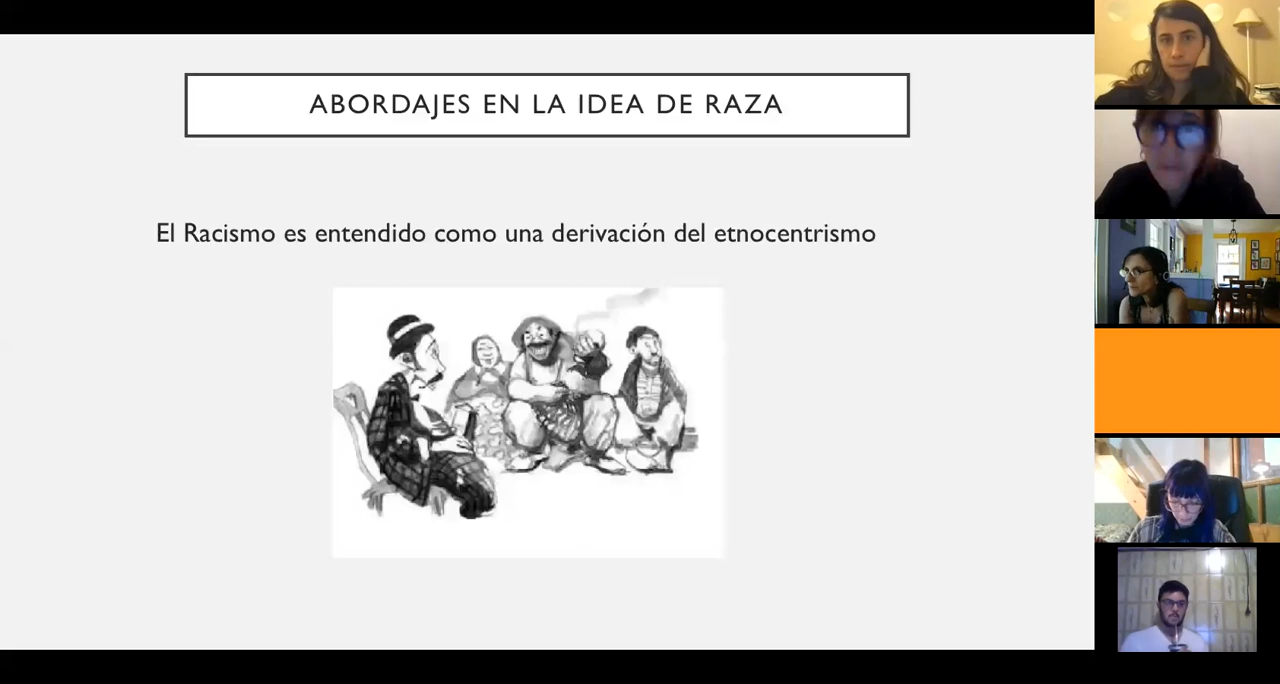 ABORDAJES EN LA IDEA DE RAZA
El Racismo es entendido como una derivación del etnocentrismo